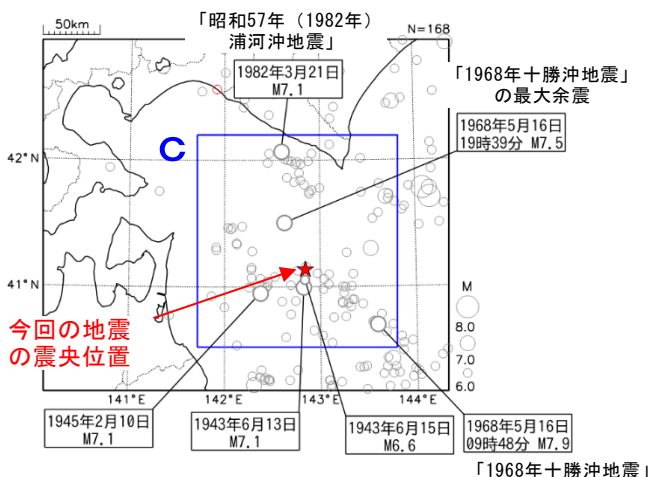 50km
「昭和57年（1982年）
浦河沖地震」
N=168
1982年3月21日
M7.1
「1968年十勝沖地震」
の最大余震
1968年5月16日
19時39分 M7.5
C
42°N
41°N
今回の地震
の震央位置
M
8.0
7.0
6.0
141°E
142°E
143°E
144°E
1945年2月10日
M7.1
1943年6月13日
M7.1
1943年6月15日
M6.6
1968年5月16日
09時48分 M7.9
「1968年十勝沖地震」